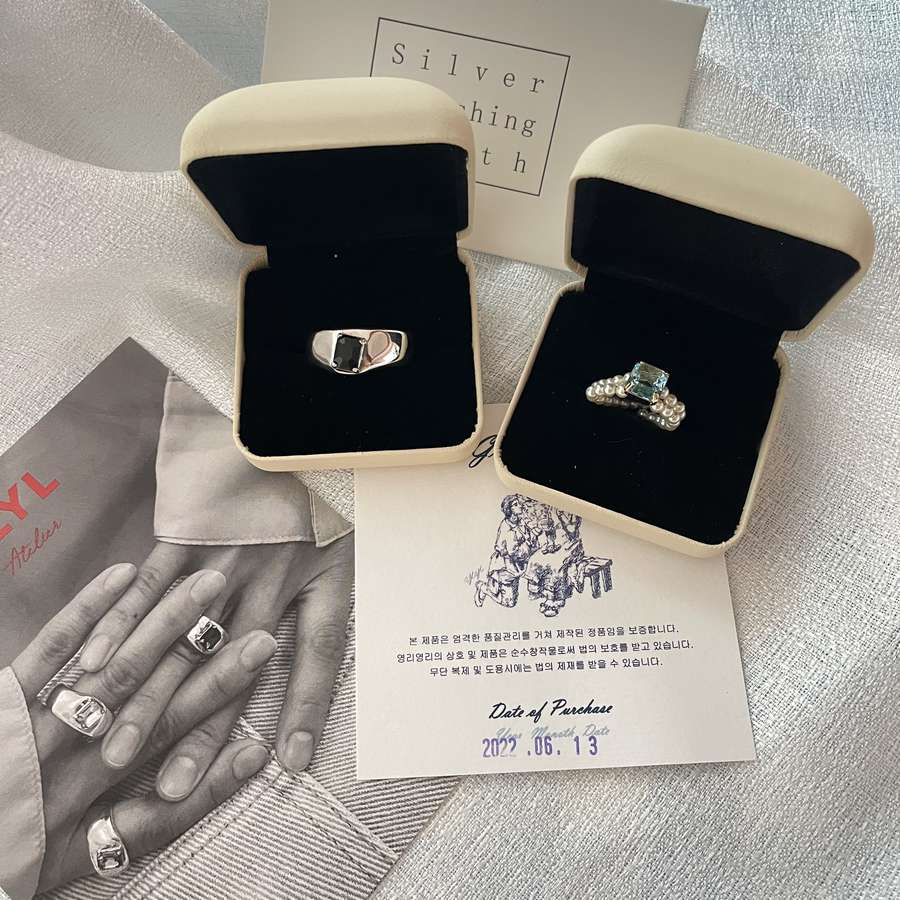 Silver
shing
th
LYL
Atelier
본 제품은 엄격한 품질관리를 거쳐 제작된 정품임을 보증합니다.
영리영리의 상호 및 제품은 순수창작물로써 법의 보호를 받고 있습니다.
무단 복제 및 도용시에는 법의 제재를 받을 수 있습니다.
Date of Purchase
Year Month Date
2022.06.13